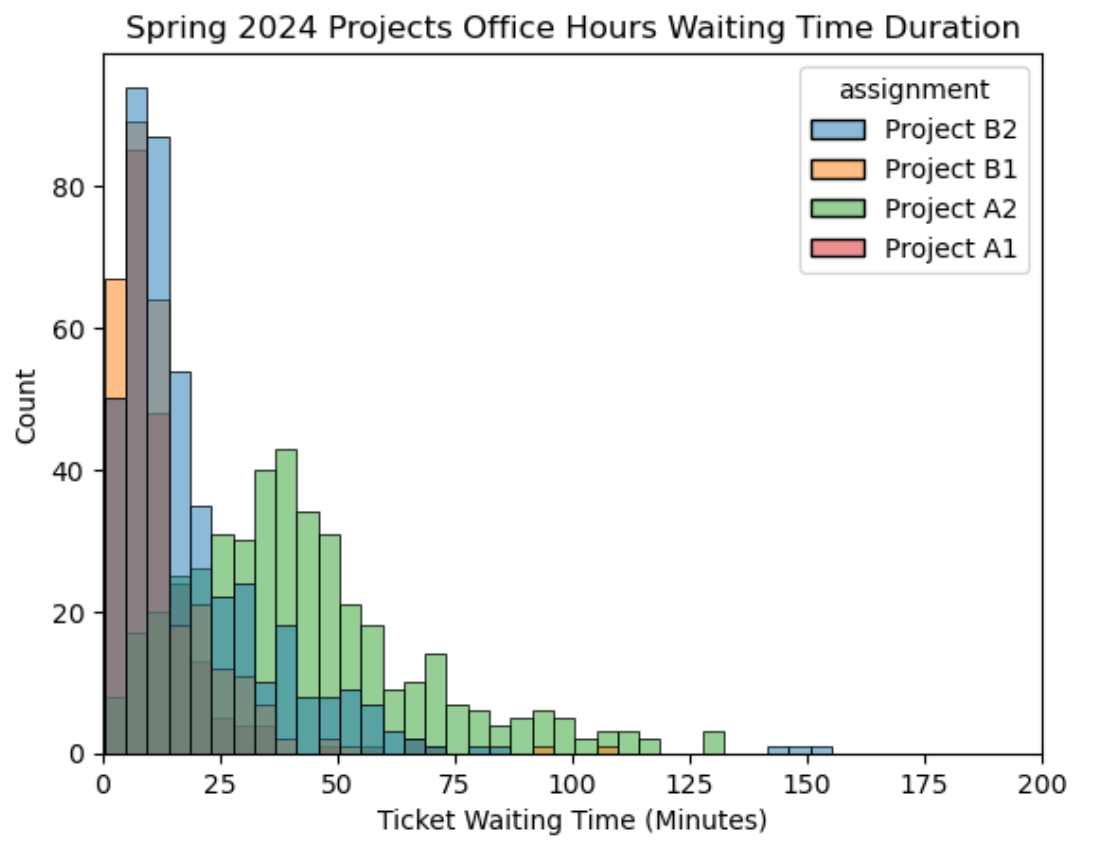 Spring 2024 Projects Office Hours Waiting Time Duration
assignment
Project B2
Project B1
Project A2
Project A1
80
60
40
20
0
Count
0 25 50 75 100 125 150 175 200
Ticket Waiting Time (Minutes)